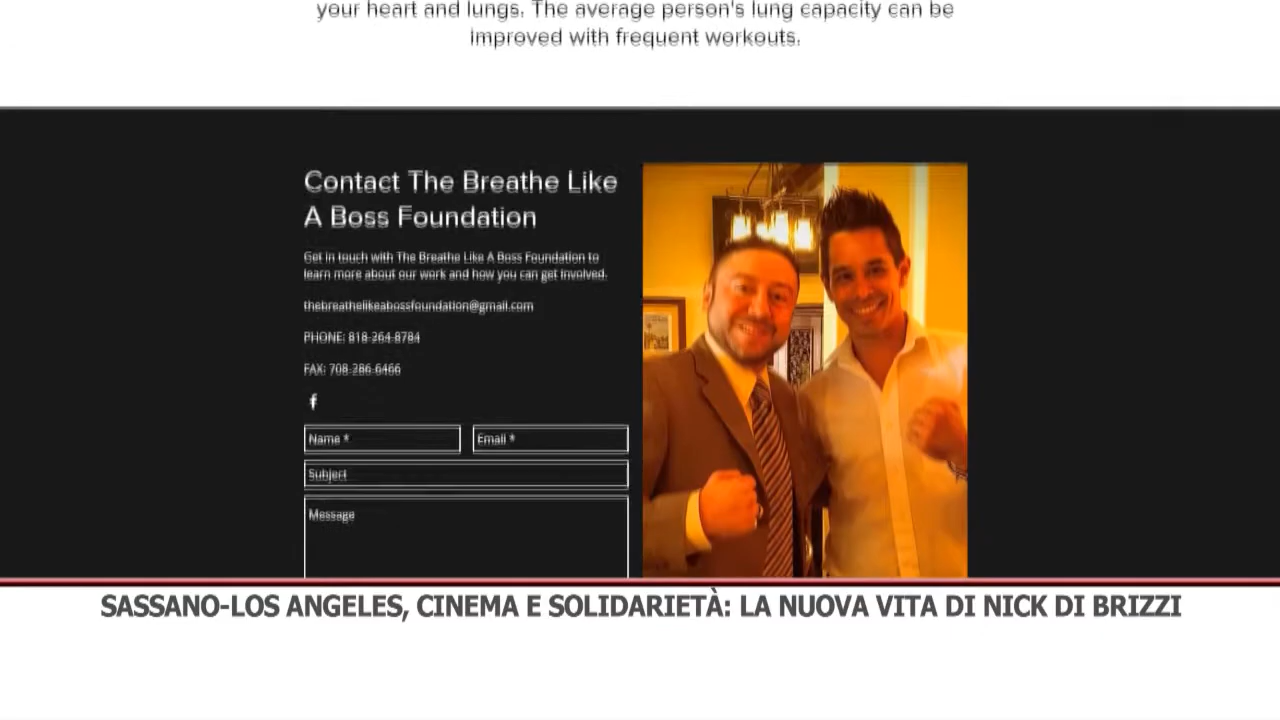 your heart and lungs. The average person's lung capacity can be
improved with frequent workouts.
Contact The Breathe Like
A Boss Foundation
Get in touch with The Breathe Like A Boss Foundation to
learn more about our work and how you can get involved.
thebreathelikeabossfoundation@gmail.com
PHONE: 818-264-8784
FAX: 708-286-6466
f
Name * Email *
Subject
Message
SASSANO-LOS ANGELES, CINEMA E SOLIDARIETÀ: LA NUOVA VITA DI NICK DI BRIZZI